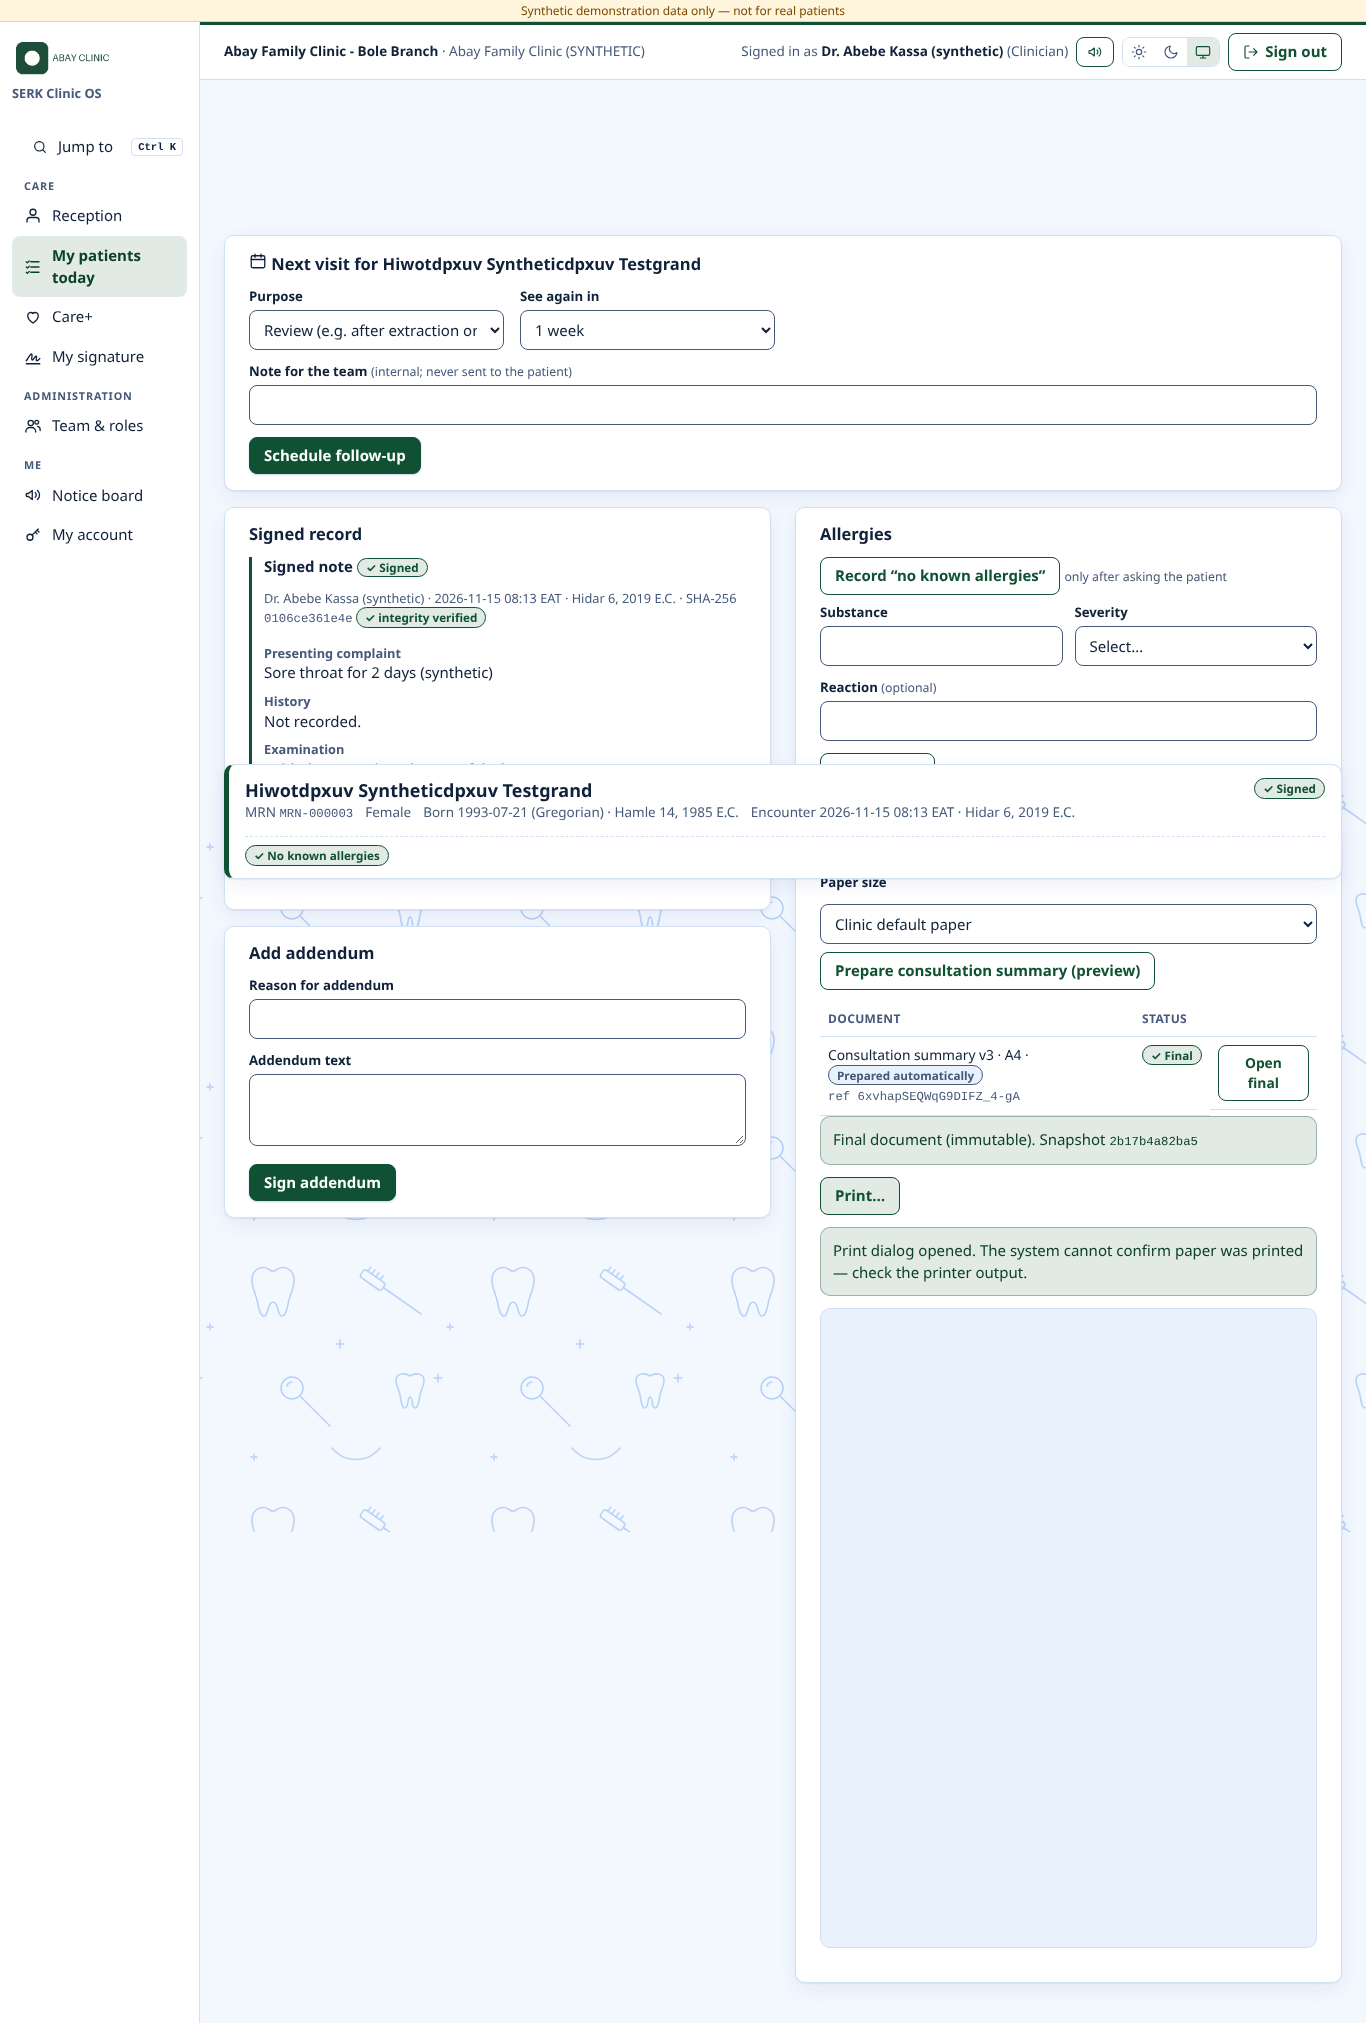 Synthetic demonstration data only — not for real patients
ABAY CLINIC
SERK Clinic OS
Jump to Ctrl K
CARE
Reception
My patients
today
Care+
My signature
ADMINISTRATION
Team & roles
ME
Notice board
My account
Abay Family Clinic - Bole Branch · Abay Family Clinic (SYNTHETIC)
Signed in as Dr. Abebe Kassa (synthetic) (Clinician)
Sign out
Next visit for Hiwotdpxuv Syntheticdpxuv Testgrand
Purpose See again in
Review (e.g. after extraction or 1 week
Note for the team (internal; never sent to the patient)
Schedule follow-up
Signed record
Signed note ✓ Signed
Dr. Abebe Kassa (synthetic) · 2026-11-15 08:13 EAT · Hidar 6, 2019 E.C. · SHA-256
0106ce361e4e ✓ integrity verified
Presenting complaint
Sore throat for 2 days (synthetic)
History
Not recorded.
Examination
Allergies
Record “no known allergies” only after asking the patient
Substance Severity
Select...
Reaction (optional)
Hiwotdpxuv Syntheticdpxuv Testgrand ✓ Signed
MRN MRN-000003 Female Born 1993-07-21 (Gregorian) · Hamle 14, 1985 E.C. Encounter 2026-11-15 08:13 EAT · Hidar 6, 2019 E.C.
✓ No known allergies
Add addendum
Reason for addendum
Addendum text
Sign addendum
Paper size
Clinic default paper
Prepare consultation summary (preview)
DOCUMENT STATUS
Consultation summary v3 · A4 · ✓ Final Open
Prepared automatically final
ref 6xvhapSEQWqG9DIFZ_4-gA
Final document (immutable). Snapshot 2b17b4a82ba5
Print...
Print dialog opened. The system cannot confirm paper was printed
— check the printer output.